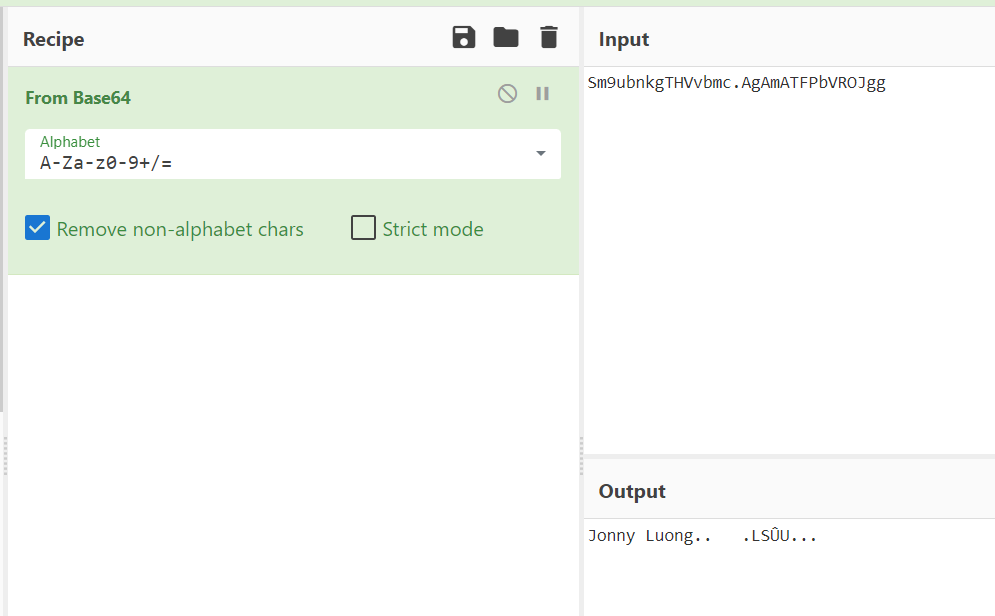 Recipe
From Base64
Alphabet
A-Za-z0-9+/=
Remove non-alphabet chars
Strict mode
Input
Sm9ubnkgTHVvbmc.AgAmATFPbVROJgg
Output
Jonny Luong..   .LSÛU...